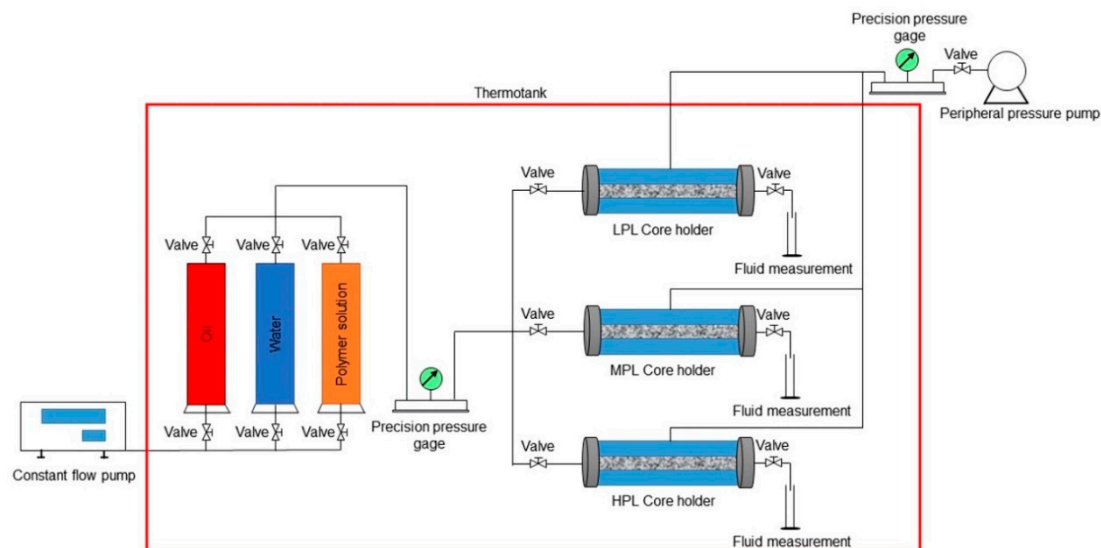 Precision pressure
gage
Valve
Peripheral pressure pump
Thermotank
Valve
Valve
LPL Core holder
Fluid measurement
Valve
Valve
Valve
Oil
Water
Polymer solution
Valve
Valve
MPL Core holder
Fluid measurement
Precision pressure
gage
Valve
Valve
Valve
Constant flow pump
Valve
Valve
HPL Core holder
Fluid measurement